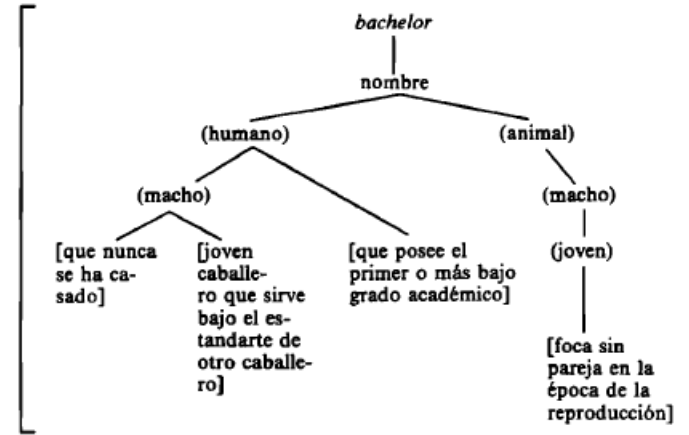 bachelor
nombre
(humano)
(animal)
(macho)
(macho)
[que nunca
se ha ca-
sado]
[joven
caballe-
ro que sirve
bajo el es-
tandarte de
otro caballe-
ro]
[que posee el
primer o más bajo
grado académico]
(joven)
[foca sin
pareja en la
época de la
reproducción]